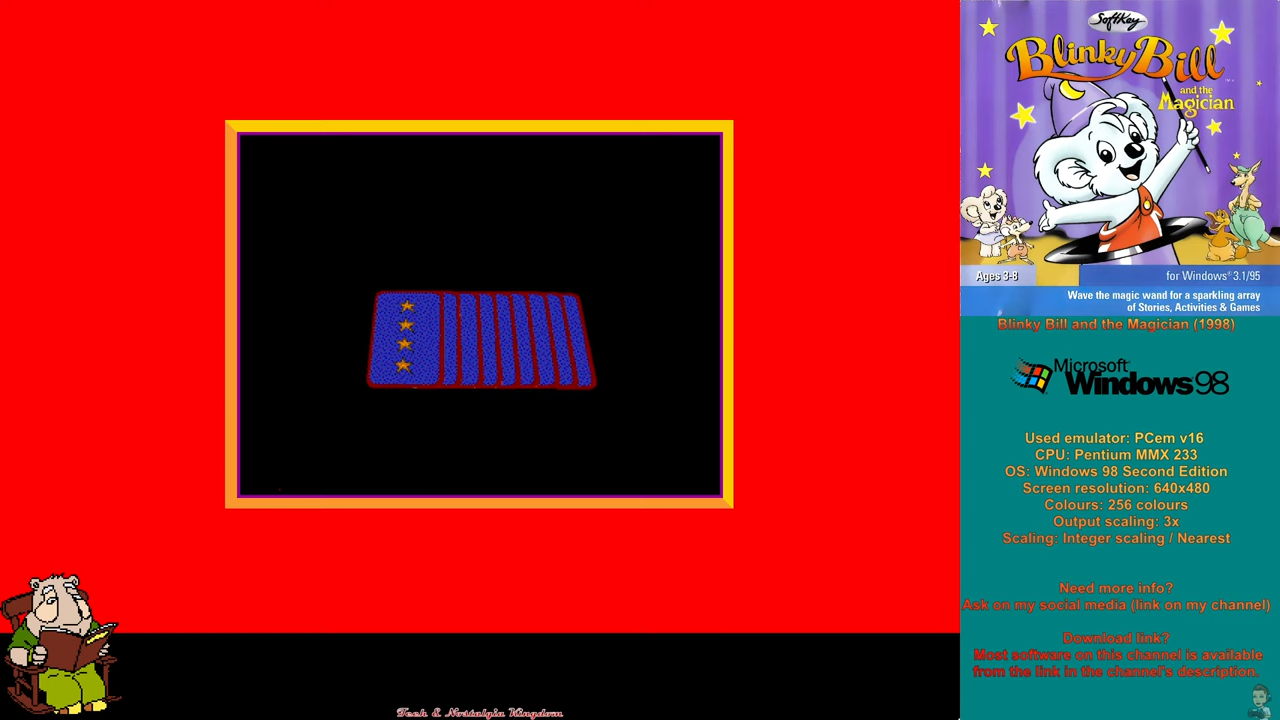 SoftKey
Blinky Bill
and the
Magician
Ages 3-8
for Windows® 3.1/95
Wave the magic wand for a sparkling array
of Stories, Activities & Games
Blinky Bill and the Magician (1998)
Microsoft
Windows 98
Used emulator: PCem v16
CPU: Pentium MMX 233
OS: Windows 98 Second Edition
Screen resolution: 640x480
Colours: 256 colours
Output scaling: 3x
Scaling: Integer scaling / Nearest
Need more info?
Ask on my social media (link on my channel)
Download link?
Most software on this channel is available
from the link in the channel's description.
Tech & Nostalgia Kingdom